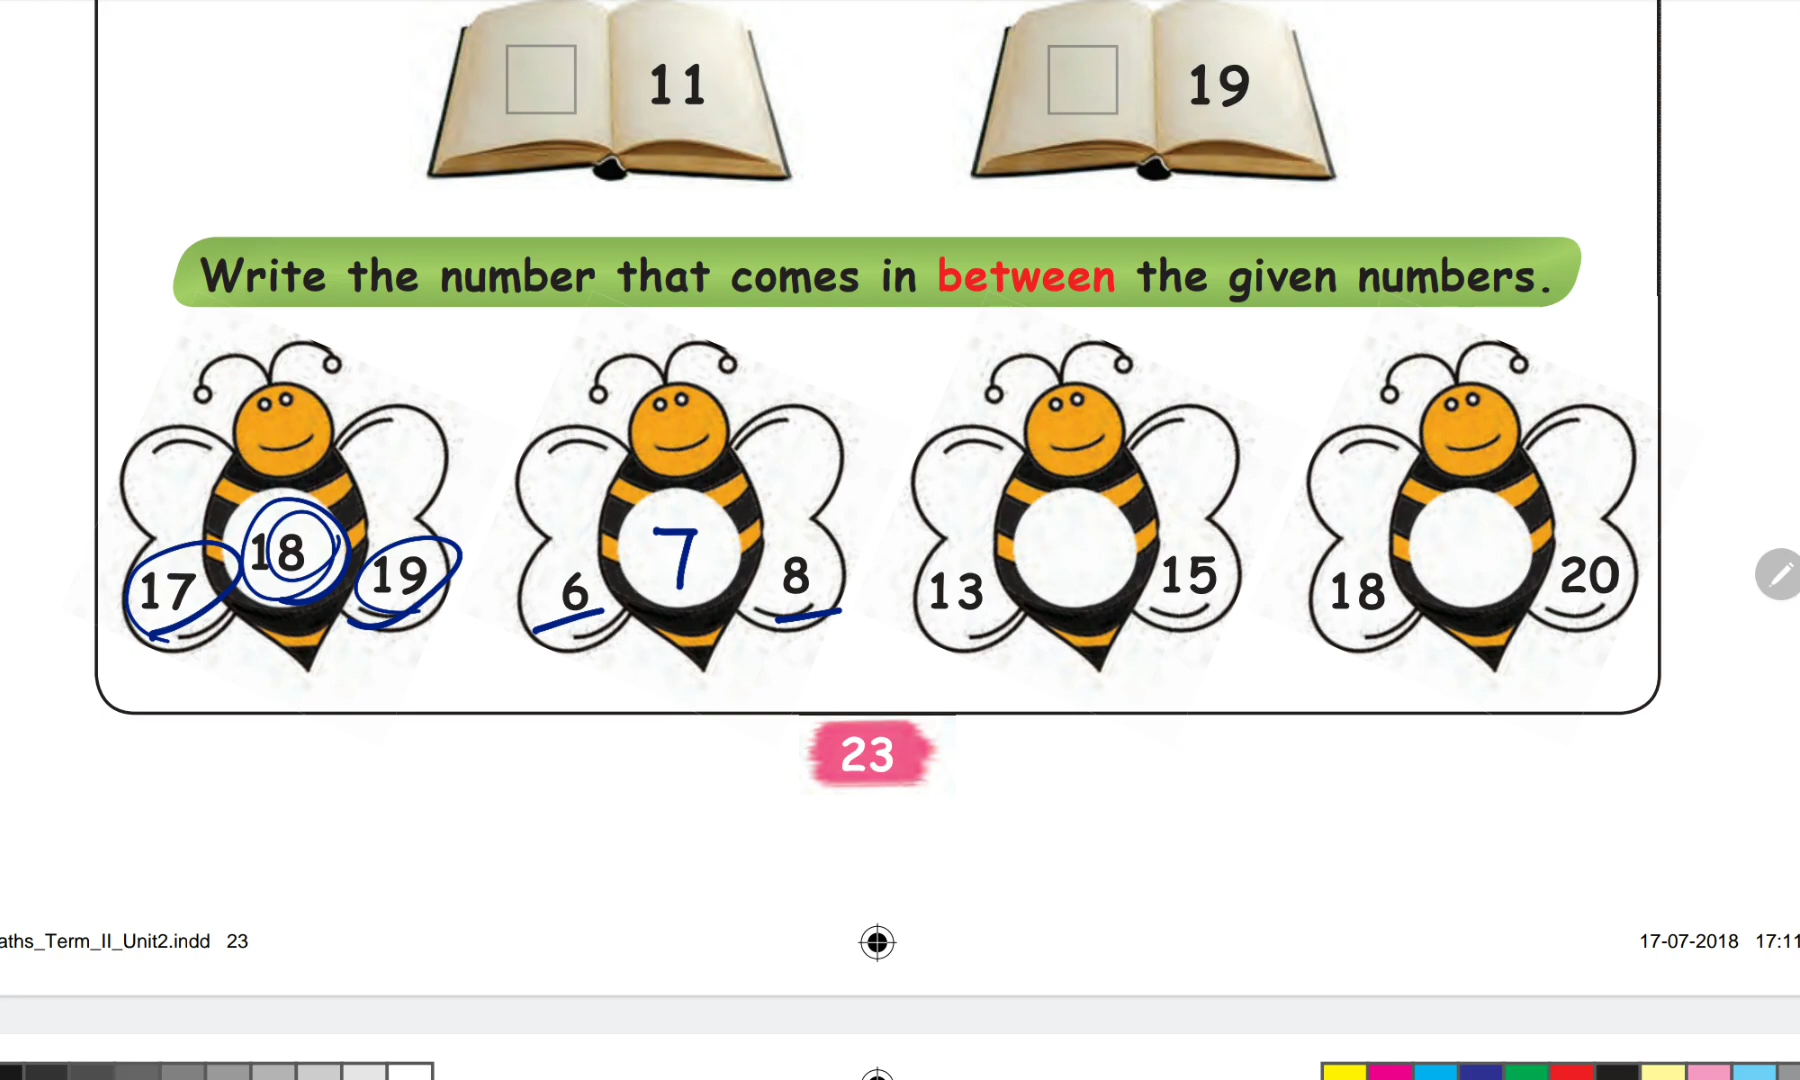 11 19
Write the number that comes in between the given numbers.
17 18 19 6 7 8 13 15 18 20
23
aths_Term_II_Unit2.indd 23 17-07-2018 17:11